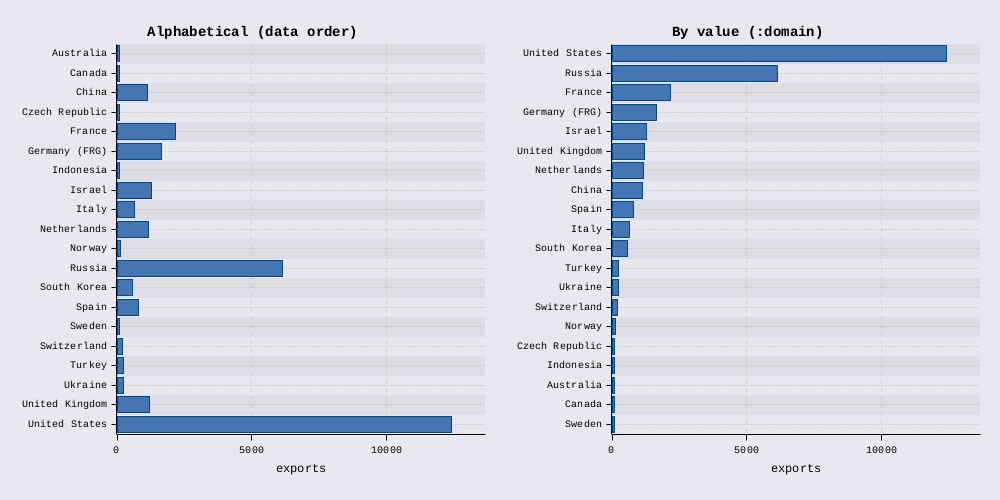 Alphabetical (data order)
Australia
Canada
China
Czech Republic
France
Germany (FRG)
Indonesia
Israel
Italy
Netherlands
Norway
Russia
South Korea
Spain
Sweden
Switzerland
Turkey
Ukraine
United Kingdom
United States
0 5000 10000
exports
By value (:domain)
United States
Russia
France
Germany (FRG)
Israel
United Kingdom
Netherlands
China
Spain
Italy
South Korea
Turkey
Ukraine
Switzerland
Norway
Czech Republic
Indonesia
Australia
Canada
Sweden
0 5000 10000
exports